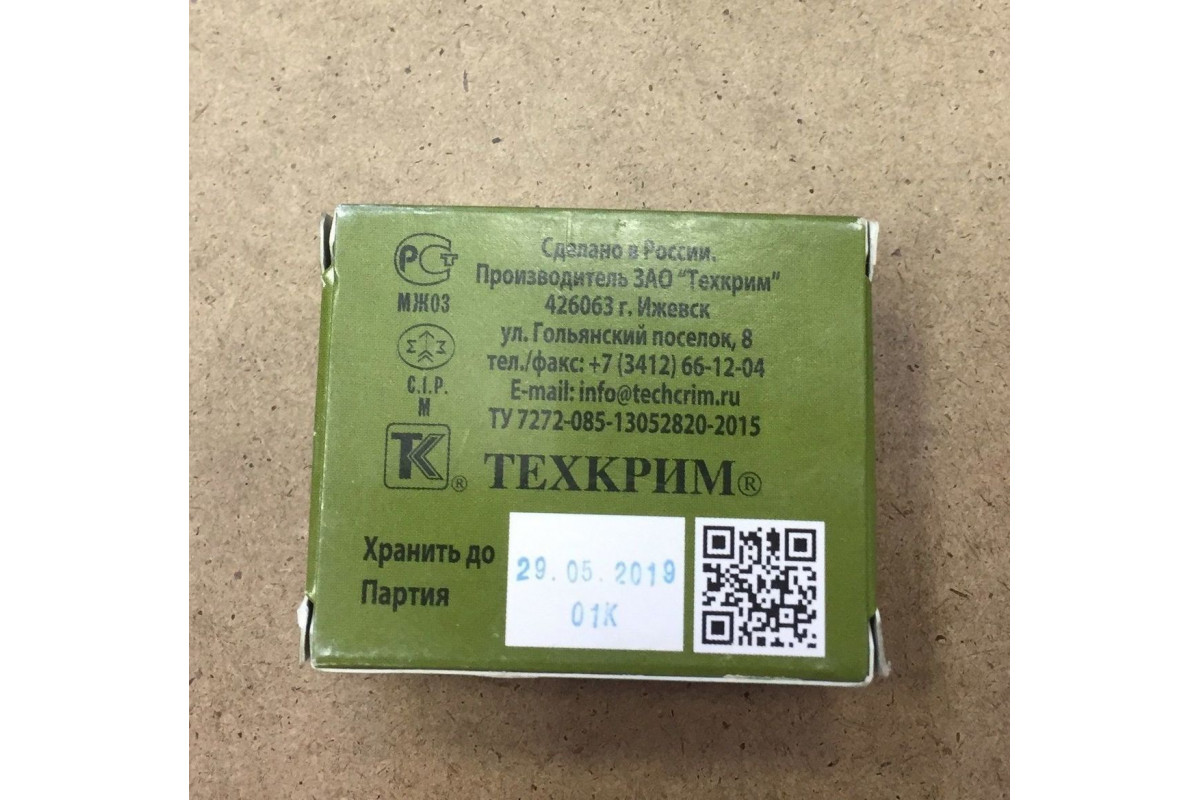 РСТ
МЖ03
C.I.P.
M
Сделано в России.
Производитель ЗАО "Техкрим"
426063 г. Ижевск
ул. Гольянский поселок, 8
тел./факс: +7 (3412) 66-12-04
E-mail: info@techcrim.ru
ТУ 7272-085-13052820-2015
ТК® ТЕХКРИМ®
Хранить до 29.05.2019
Партия 01К